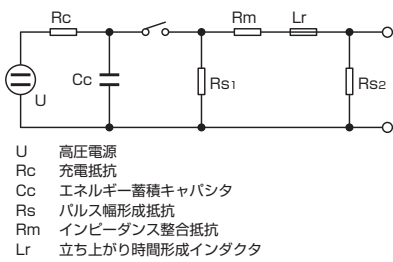 Rc
Rm
Lr
Cc
Rs1
Rs2
U
U 高圧電源
Rc 充電抵抗
Cc エネルギー蓄積キャパシタ
Rs パルス幅形成抵抗
Rm インピーダンス整合抵抗
Lr 立ち上がり時間形成インダクタ